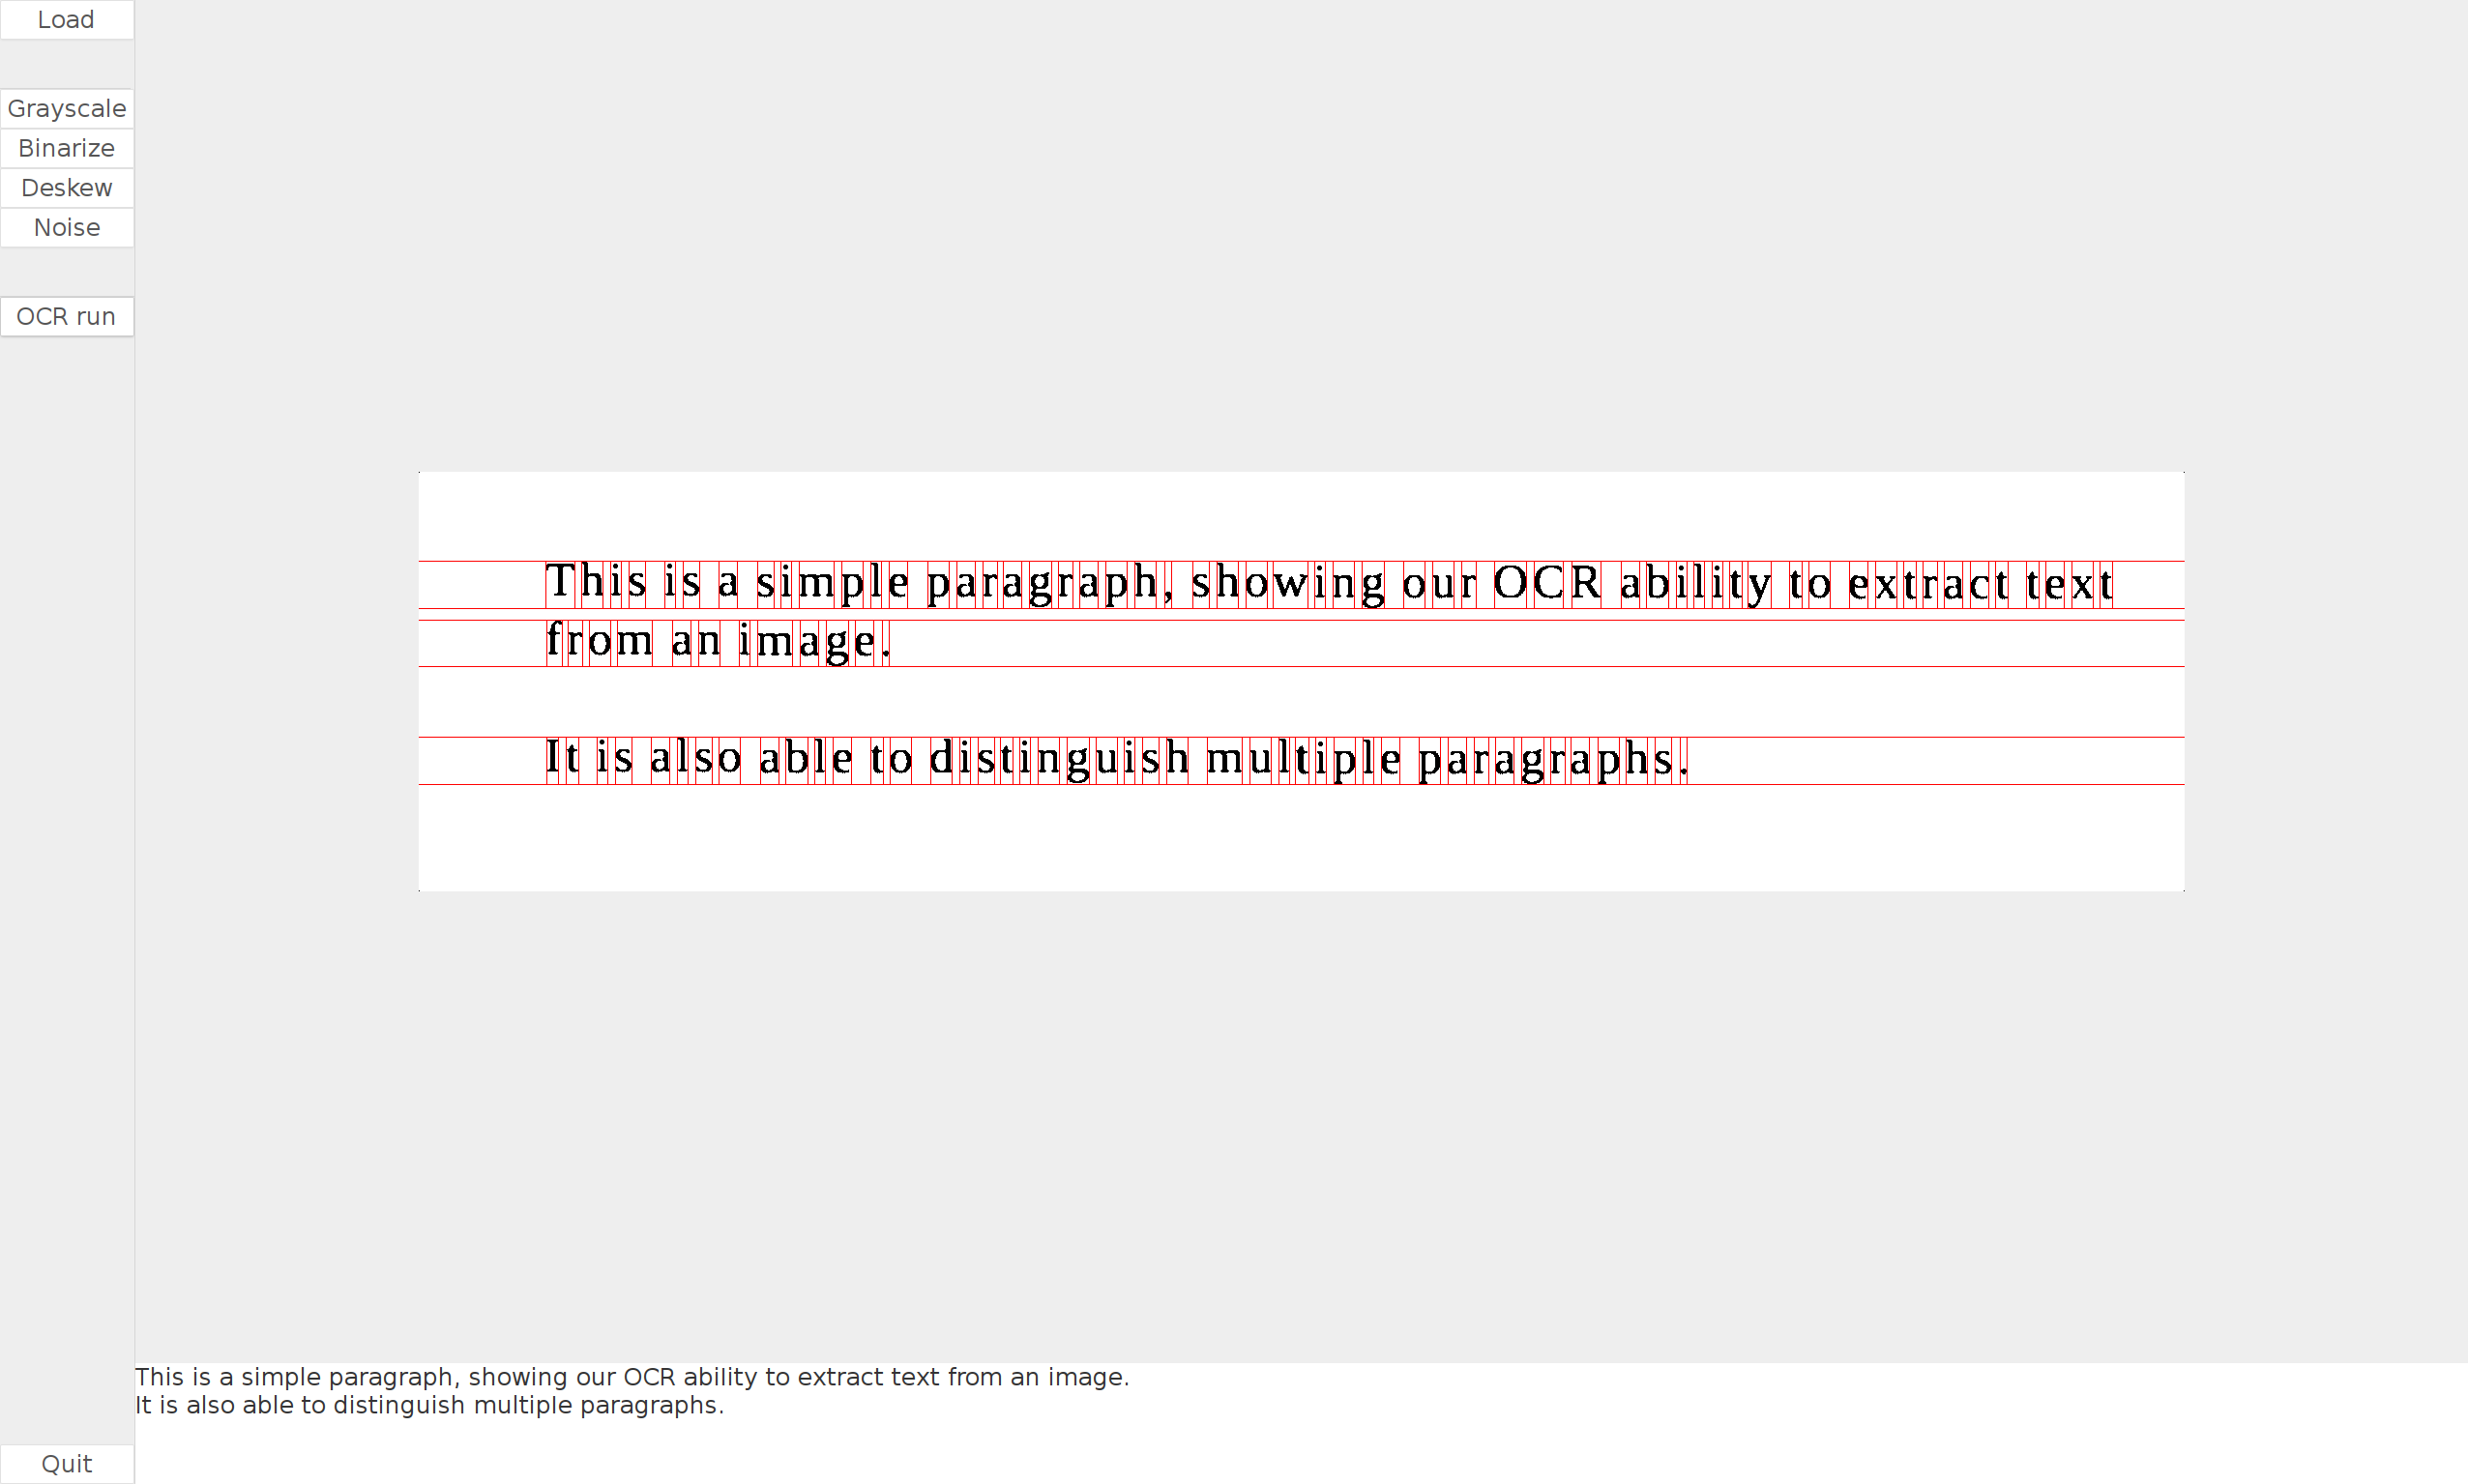 Load
Grayscale
Binarize
Deskew
Noise
OCR run
This is a simple paragraph, showing our OCR ability to extract text
from an image.
It is also able to distinguish multiple paragraphs.
This is a simple paragraph, showing our OCR ability to extract text from an image.
It is also able to distinguish multiple paragraphs.
Quit